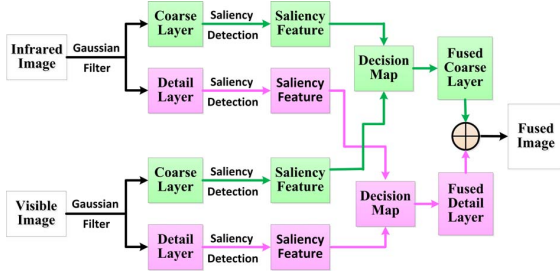 Infrared
Image
Gaussian
Filter
Coarse
Layer
Saliency
Detection
Saliency
Feature
Detail
Layer
Saliency
Detection
Saliency
Feature
Decision
Map
Fused
Coarse
Layer
Visible
Image
Gaussian
Filter
Coarse
Layer
Saliency
Detection
Saliency
Feature
Detail
Layer
Saliency
Detection
Saliency
Feature
Decision
Map
Fused
Detail
Layer
Fused
Image